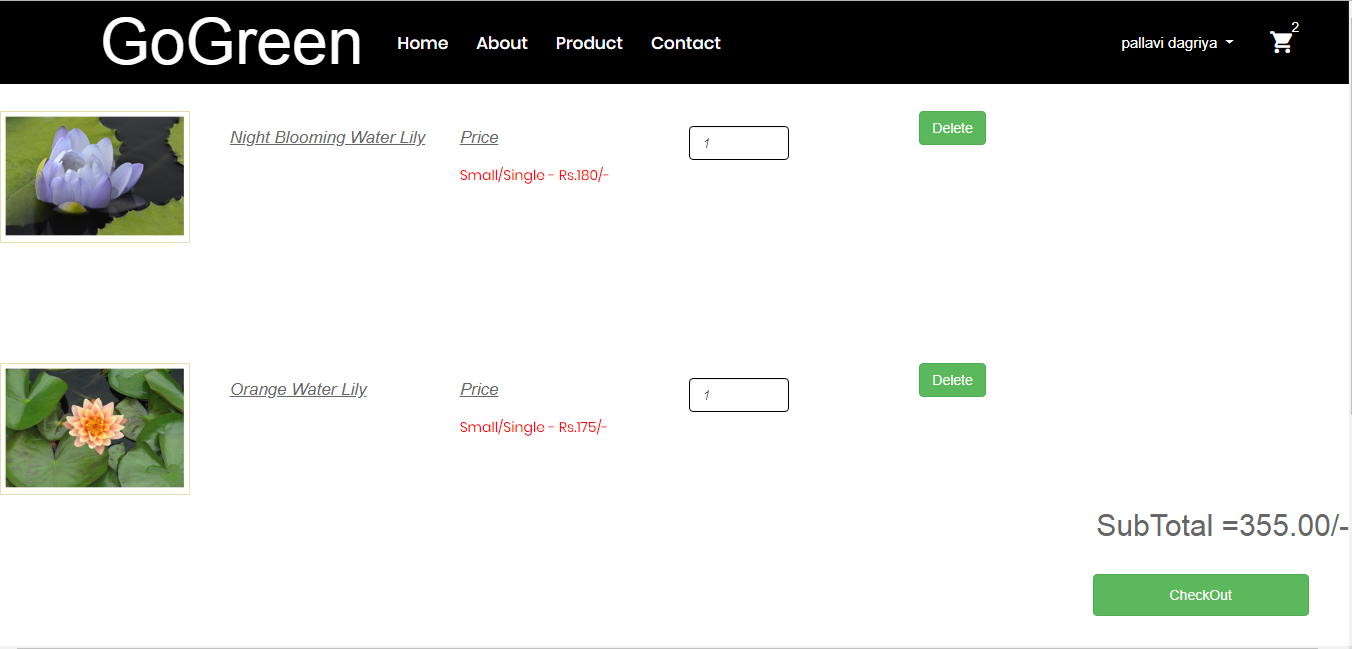 GoGreen Home About Product Contact pallavi dagriya 2
Night Blooming Water Lily Price 1 Delete
Small/Single - Rs.180/-
Orange Water Lily Price 1 Delete
Small/Single - Rs.175/-
SubTotal =355.00/-
CheckOut